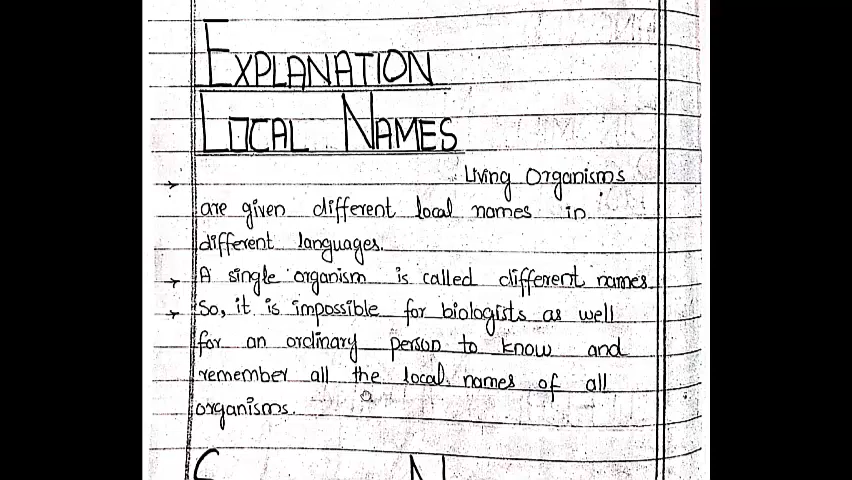 EXPLANATION
LOCAL NAMES
→ Living Organisms
are given different local names in
different languages.
→ A single organism is called different names.
→ So, it is impossible for biologists as well
for an ordinary person to know and
remember all the local names of all
organisms.